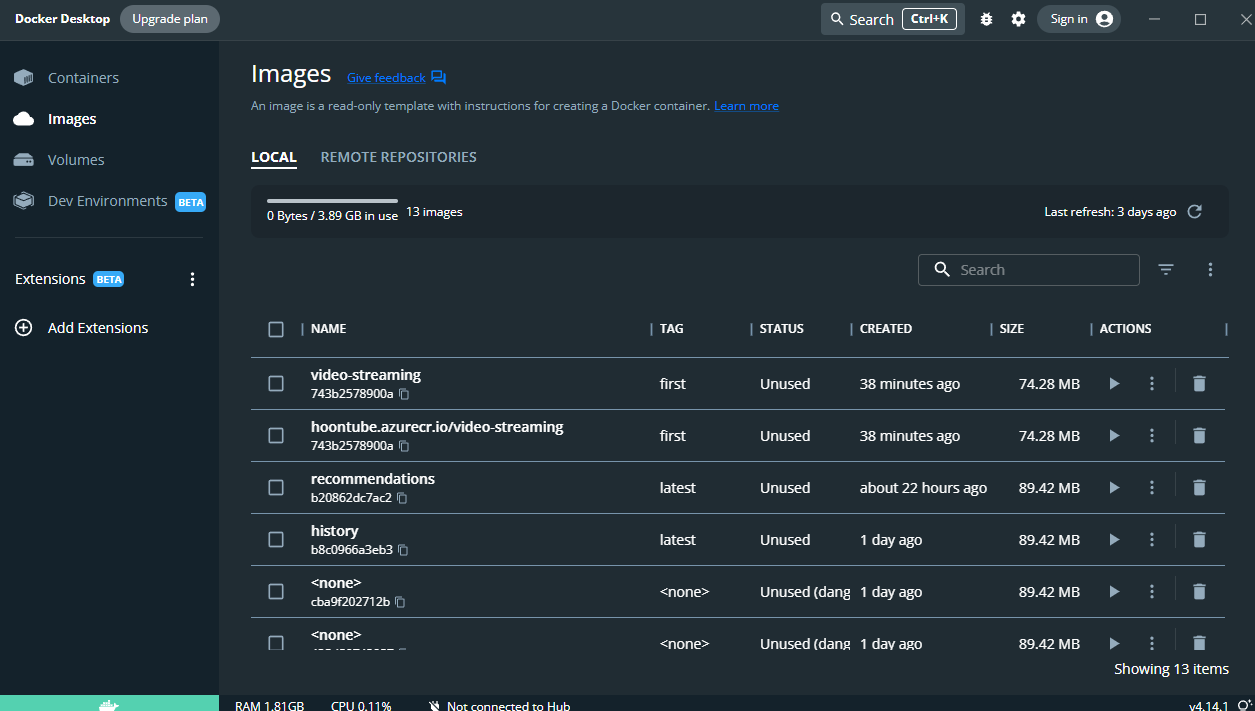 Docker Desktop
Upgrade plan
Search
Ctrl+K
Sign in
Containers
Images
Volumes
Dev Environments BETA
Extensions BETA
Add Extensions
Images
Give feedback
An image is a read-only template with instructions for creating a Docker container. Learn more
LOCAL
REMOTE REPOSITORIES
0 Bytes / 3.89 GB in use
13 images
Last refresh: 3 days ago
Search
NAME TAG STATUS CREATED SIZE ACTIONS
video-streaming
743b2578900a
first Unused 38 minutes ago 74.28 MB
hoontube.azurecr.io/video-streaming
743b2578900a
first Unused 38 minutes ago 74.28 MB
recommendations
b20862dc7ac2
latest Unused about 22 hours ago 89.42 MB
history
b8c0966a3eb3
latest Unused 1 day ago 89.42 MB
<none>
cba9f202712b
<none> Unused (dang 1 day ago 89.42 MB
<none>
<none> Unused (dang 1 day ago 89.42 MB
Showing 13 items
RAM 1.81GB CPU 0.11% Not connected to Hub v4.14.1